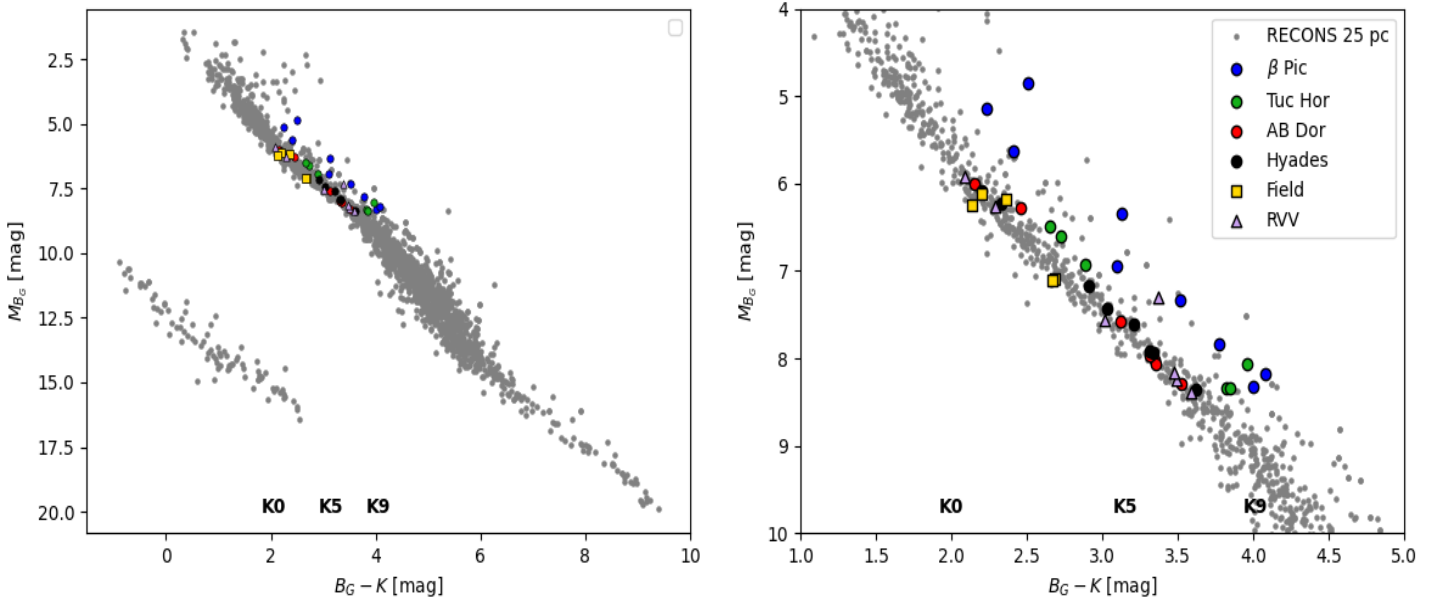 2.5
5.0
7.5
10.0
12.5
15.0
17.5
20.0
M_{B_G} [mag]
K0 K5 K9
0 2 4 6 8 10
B_G − K [mag]
4
5
6
7
8
9
10
M_{B_G} [mag]
RECONS 25 pc
β Pic
Tuc Hor
AB Dor
Hyades
Field
RVV
K0 K5 K9
1.0 1.5 2.0 2.5 3.0 3.5 4.0 4.5 5.0
B_G − K [mag]